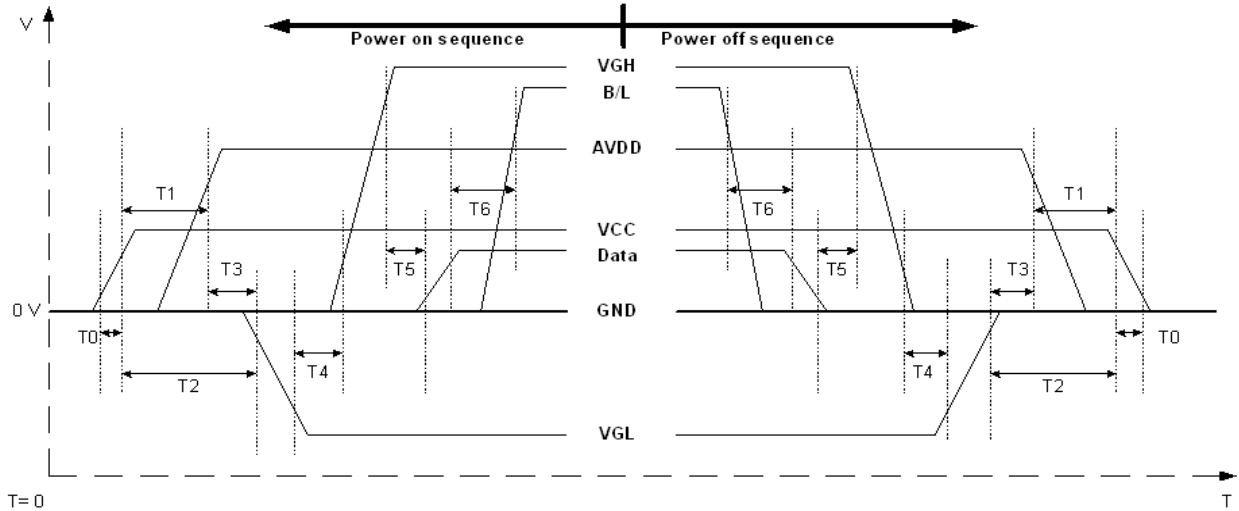 V
Power on sequence
Power off sequence
VGH
B/L
AVDD
T1
T6
T6
T1
VCC
Data
T3
T5
T5
T3
0 V
GND
T0
T4
T4
T0
T2
T2
VGL
T= 0
T